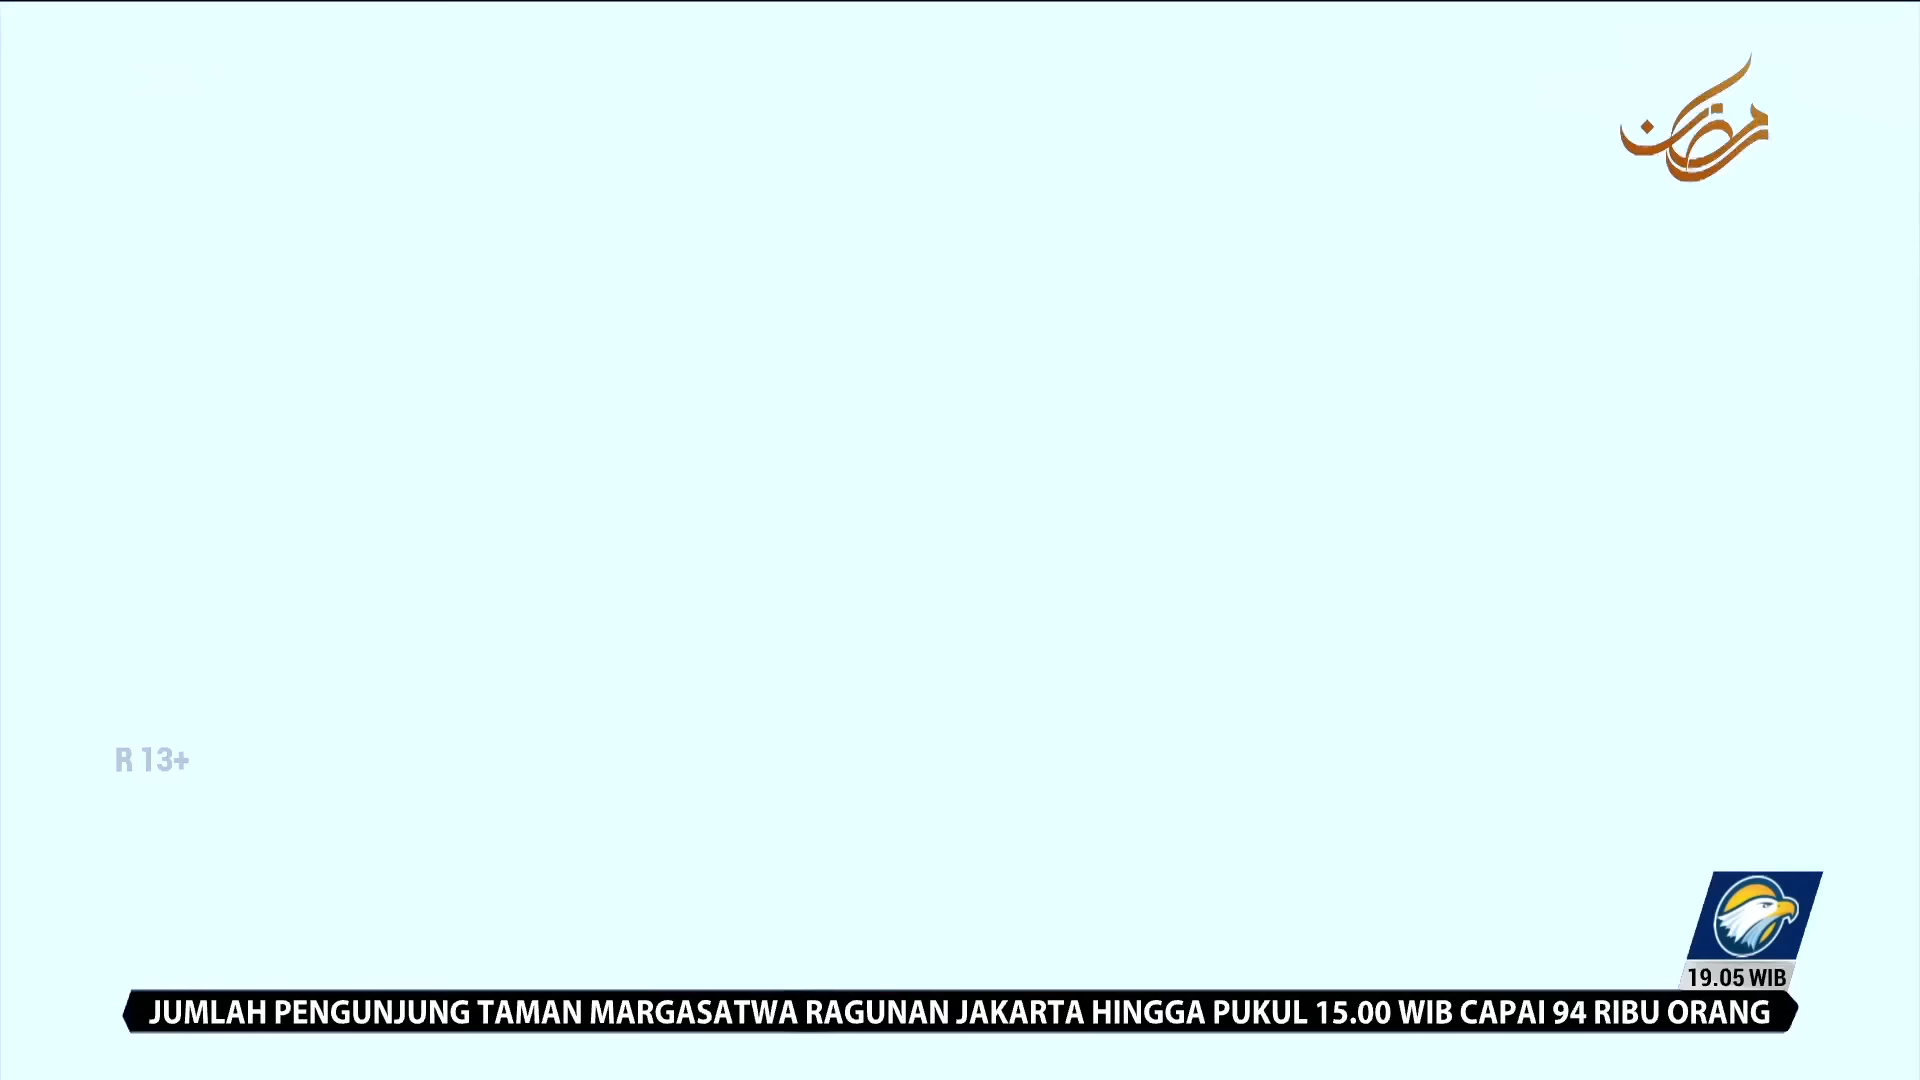 رمضان
R 13+
19.05 WIB
JUMLAH PENGUNJUNG TAMAN MARGASATWA RAGUNAN JAKARTA HINGGA PUKUL 15.00 WIB CAPAI 94 RIBU ORANG